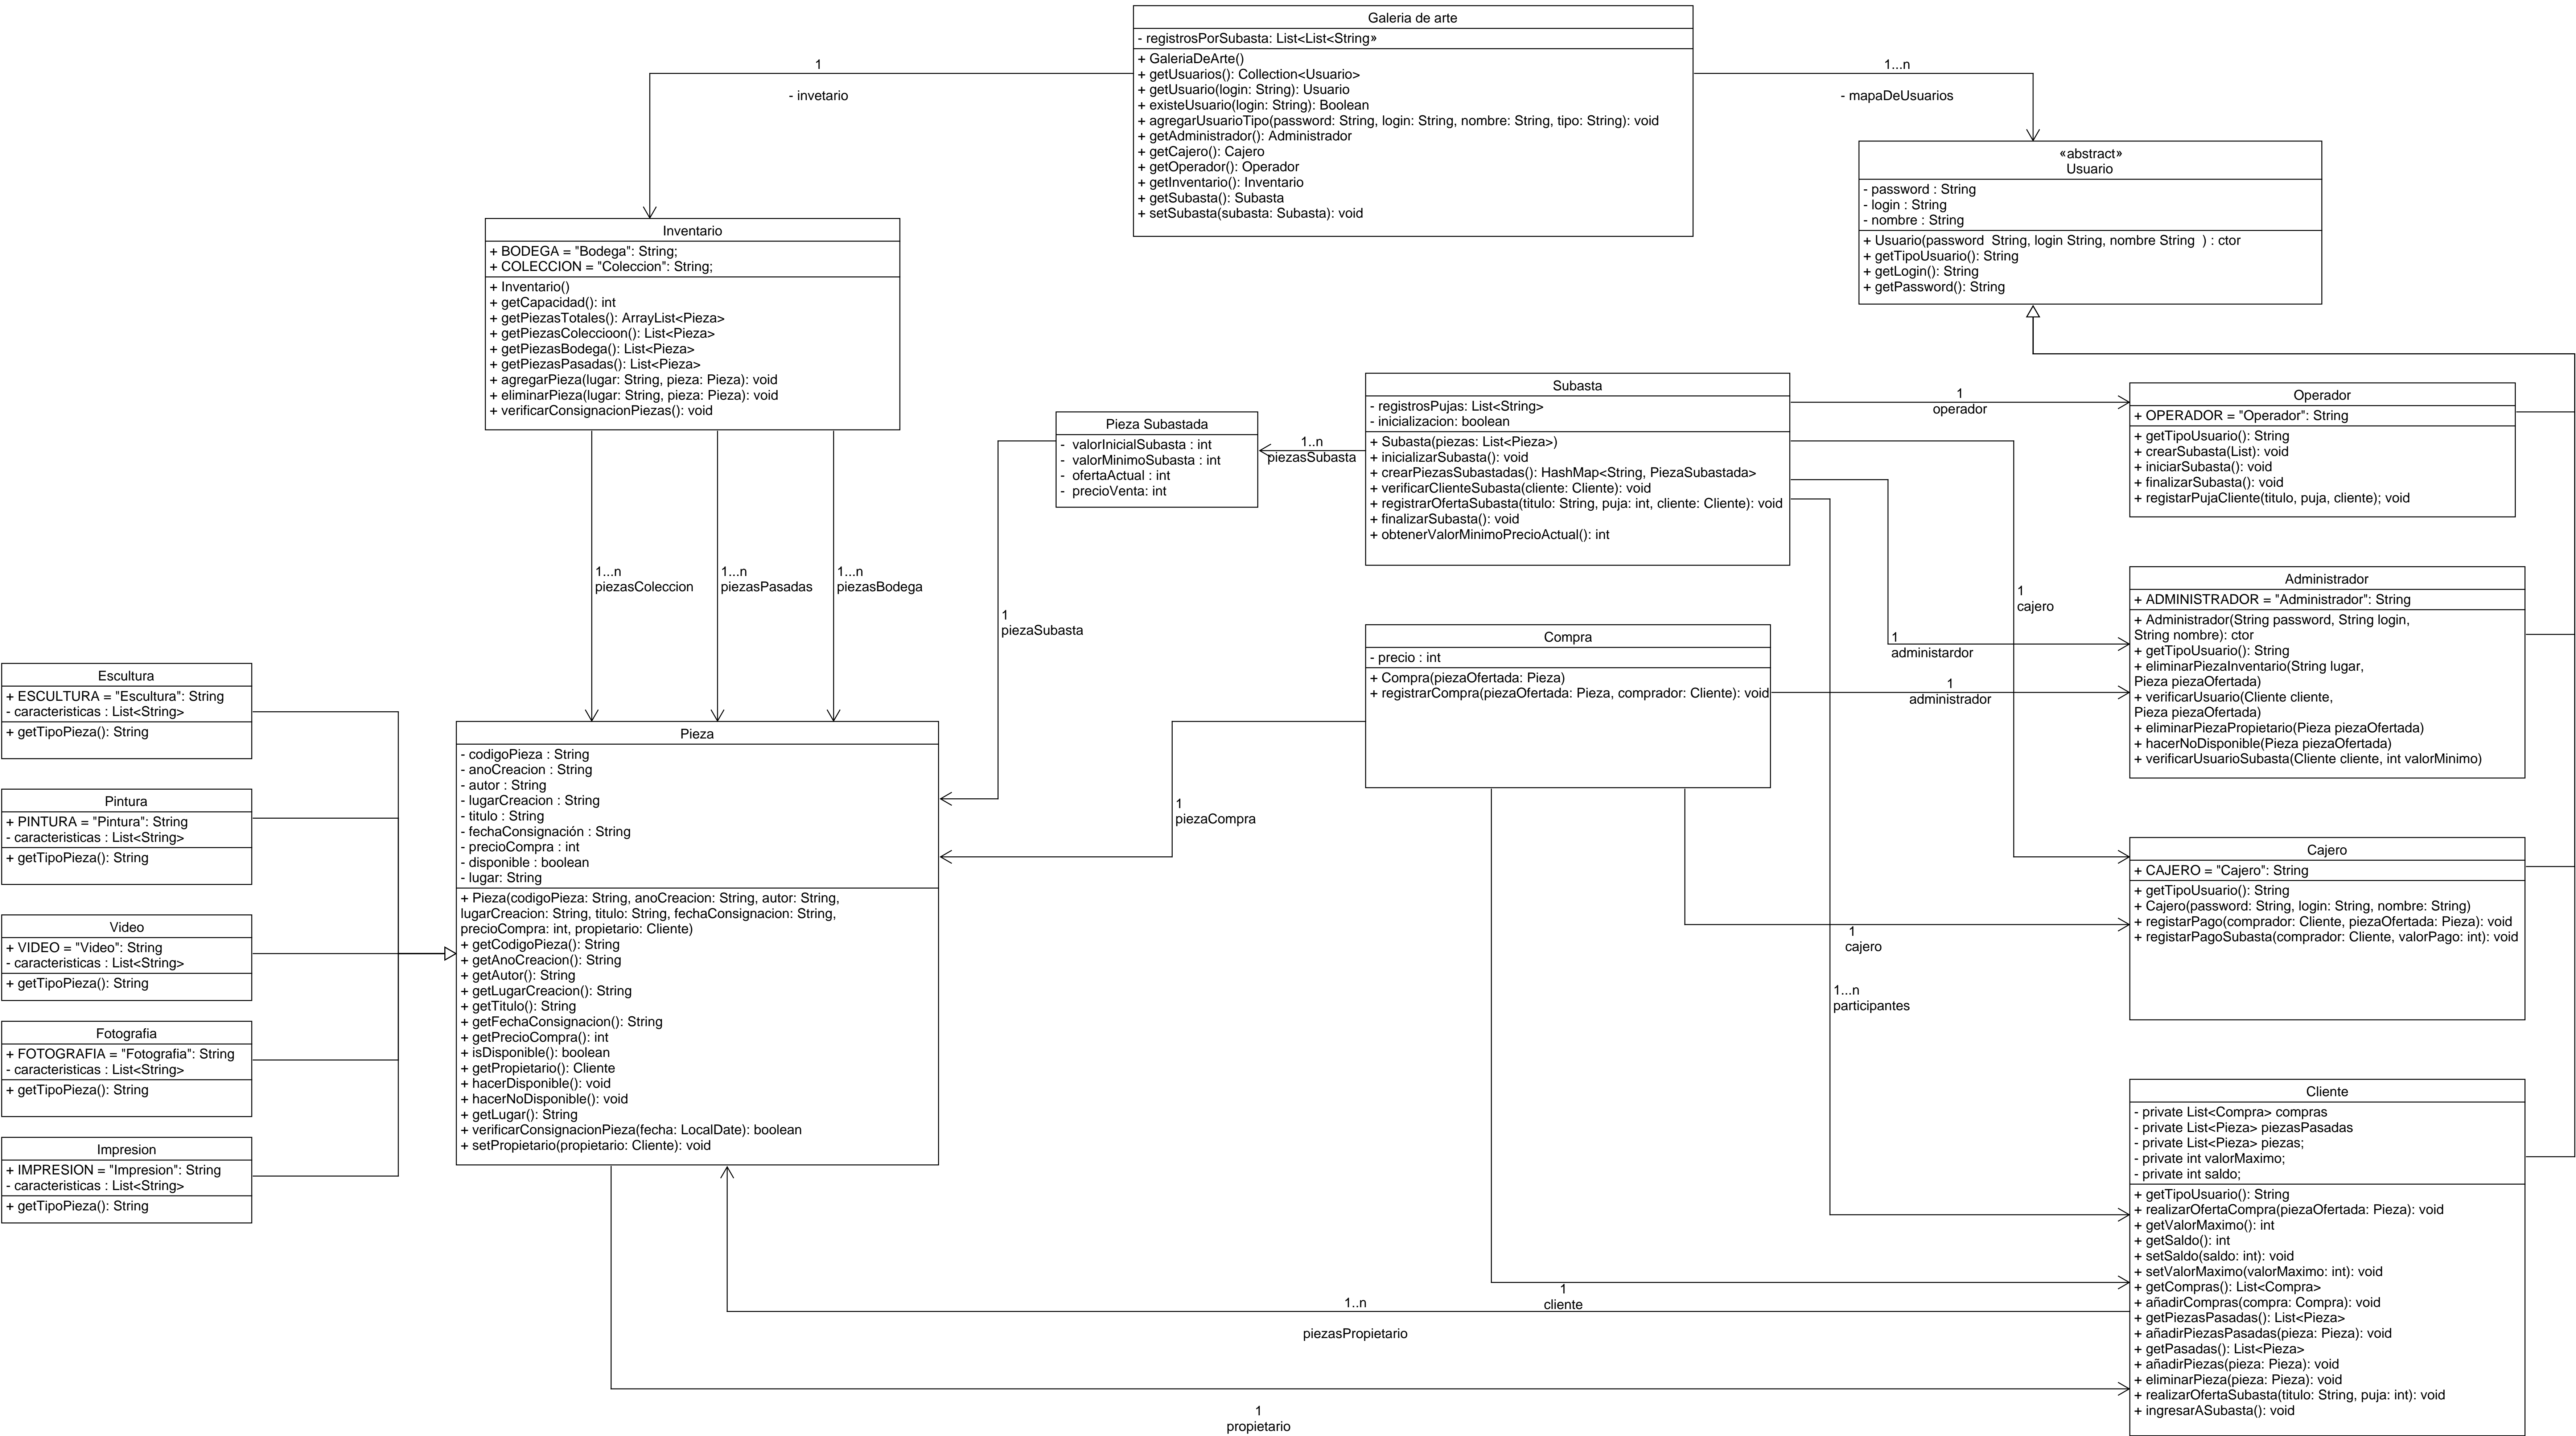 Galeria de arte
- registrosPorSubasta: List<List<String»
+ GaleriaDeArte()
+ getUsuarios(): Collection<Usuario>
+ getUsuario(login: String): Usuario
+ existeUsuario(login: String): Boolean
+ agregarUsuarioTipo(password: String, login: String, nombre: String, tipo: String): void
+ getAdministrador(): Administrador
+ getCajero(): Cajero
+ getOperador(): Operador
+ getInventario(): Inventario
+ getSubasta(): Subasta
+ setSubasta(subasta: Subasta): void
1
- invetario
1...n
- mapaDeUsuarios
«abstract»
Usuario
- password : String
- login : String
- nombre : String
+ Usuario(password  String, login String, nombre String  ) : ctor
+ getTipoUsuario(): String
+ getLogin(): String
+ getPassword(): String
Inventario
+ BODEGA = "Bodega": String;
+ COLECCION = "Coleccion": String;
+ Inventario()
+ getCapacidad(): int
+ getPiezasTotales(): ArrayList<Pieza>
+ getPiezasColeccioon(): List<Pieza>
+ getPiezasBodega(): List<Pieza>
+ getPiezasPasadas(): List<Pieza>
+ agregarPieza(lugar: String, pieza: Pieza): void
+ eliminarPieza(lugar: String, pieza: Pieza): void
+ verificarConsignacionPiezas(): void
1...n
piezasColeccion
1...n
piezasPasadas
1...n
piezasBodega
Pieza Subastada
-  valorInicialSubasta : int
-  valorMinimoSubasta : int
-  ofertaActual : int
-  precioVenta: int
1..n
piezasSubasta
1
piezaSubasta
Subasta
- registrosPujas: List<String>
- inicializacion: boolean
+ Subasta(piezas: List<Pieza>)
+ inicializarSubasta(): void
+ crearPiezasSubastadas(): HashMap<String, PiezaSubastada>
+ verificarClienteSubasta(cliente: Cliente): void
+ registrarOfertaSubasta(titulo: String, puja: int, cliente: Cliente): void
+ finalizarSubasta(): void
+ obtenerValorMinimoPrecioActual(): int
1
operador
1
cajero
1
administardor
1...n
participantes
Operador
+ OPERADOR = "Operador": String
+ getTipoUsuario(): String
+ crearSubasta(List): void
+ iniciarSubasta(): void
+ finalizarSubasta(): void
+ registarPujaCliente(titulo, puja, cliente); void
Administrador
+ ADMINISTRADOR = "Administrador": String
+ Administrador(String password, String login,
String nombre): ctor
+ getTipoUsuario(): String
+ eliminarPiezaInventario(String lugar,
Pieza piezaOfertada)
+ verificarUsuario(Cliente cliente,
Pieza piezaOfertada)
+ eliminarPiezaPropietario(Pieza piezaOfertada)
+ hacerNoDisponible(Pieza piezaOfertada)
+ verificarUsuarioSubasta(Cliente cliente, int valorMinimo)
Compra
- precio : int
+ Compra(piezaOfertada: Pieza)
+ registrarCompra(piezaOfertada: Pieza, comprador: Cliente): void
1
administrador
1
piezaCompra
1
cajero
1
cliente
Escultura
+ ESCULTURA = "Escultura": String
- caracteristicas : List<String>
+ getTipoPieza(): String
Pintura
+ PINTURA = "Pintura": String
- caracteristicas : List<String>
+ getTipoPieza(): String
Video
+ VIDEO = "Video": String
- caracteristicas : List<String>
+ getTipoPieza(): String
Fotografia
+ FOTOGRAFIA = "Fotografia": String
- caracteristicas : List<String>
+ getTipoPieza(): String
Impresion
+ IMPRESION = "Impresion": String
- caracteristicas : List<String>
+ getTipoPieza(): String
Pieza
- codigoPieza : String
- anoCreacion : String
- autor : String
- lugarCreacion : String
- titulo : String
- fechaConsignación : String
- precioCompra : int
- disponible : boolean
- lugar: String
+ Pieza(codigoPieza: String, anoCreacion: String, autor: String,
lugarCreacion: String, titulo: String, fechaConsignacion: String,
precioCompra: int, propietario: Cliente)
+ getCodigoPieza(): String
+ getAnoCreacion(): String
+ getAutor(): String
+ getLugarCreacion(): String
+ getTitulo(): String
+ getFechaConsignacion(): String
+ getPrecioCompra(): int
+ isDisponible(): boolean
+ getPropietario(): Cliente
+ hacerDisponible(): void
+ hacerNoDisponible(): void
+ getLugar(): String
+ verificarConsignacionPieza(fecha: LocalDate): boolean
+ setPropietario(propietario: Cliente): void
Cajero
+ CAJERO = "Cajero": String
+ getTipoUsuario(): String
+ Cajero(password: String, login: String, nombre: String)
+ registarPago(comprador: Cliente, piezaOfertada: Pieza): void
+ registarPagoSubasta(comprador: Cliente, valorPago: int): void
Cliente
- private List<Compra> compras
- private List<Pieza> piezasPasadas
- private List<Pieza> piezas;
- private int valorMaximo;
- private int saldo;
+ getTipoUsuario(): String
+ realizarOfertaCompra(piezaOfertada: Pieza): void
+ getValorMaximo(): int
+ getSaldo(): int
+ setSaldo(saldo: int): void
+ setValorMaximo(valorMaximo: int): void
+ getCompras(): List<Compra>
+ añadirCompras(compra: Compra): void
+ getPiezasPasadas(): List<Pieza>
+ añadirPiezasPasadas(pieza: Pieza): void
+ getPasadas(): List<Pieza>
+ añadirPiezas(pieza: Pieza): void
+ eliminarPieza(pieza: Pieza): void
+ realizarOfertaSubasta(titulo: String, puja: int): void
+ ingresarASubasta(): void
1..n
piezasPropietario
1
propietario